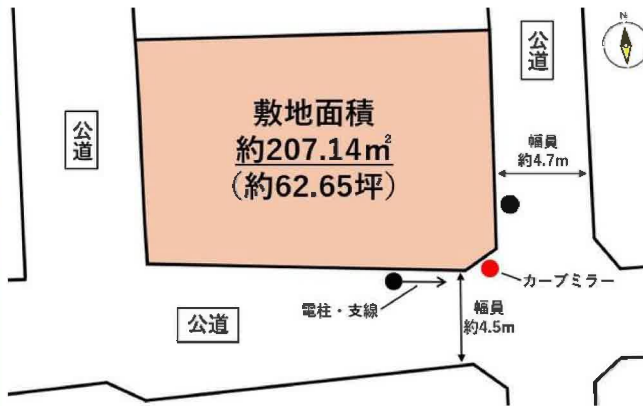 N
公道
公道
敷地面積
約207.14㎡
(約62.65坪)
幅員
約4.7m
カーブミラー
電柱・支線
幅員
約4.5m
公道